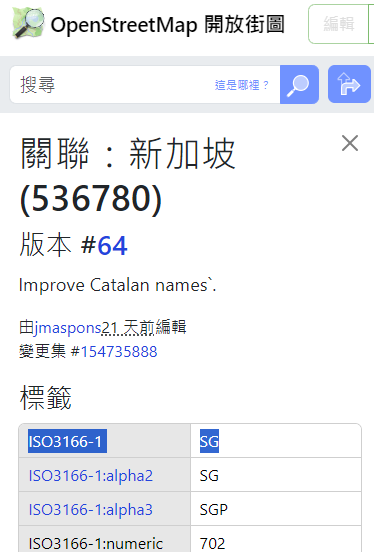 OpenStreetMap 開放街圖
編輯
搜尋
這是哪裡？
關聯：新加坡
(536780)
版本 #64
Improve Catalan names`.
由jmaspons21 天前編輯
變更集 #154735888
標籤
ISO3166-1 SG
ISO3166-1:alpha2 SG
ISO3166-1:alpha3 SGP
ISO3166-1:numeric 702